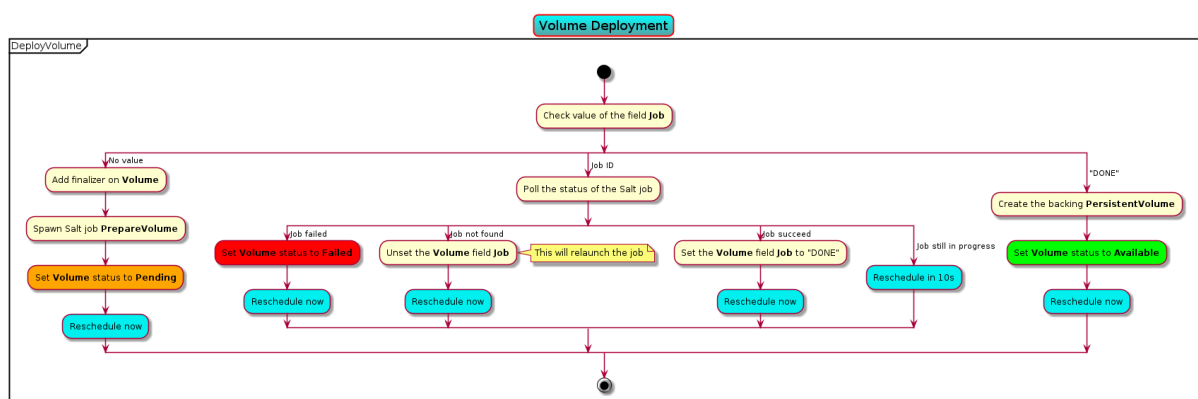 Volume Deployment
DeployVolume
Check value of the field Job
No value
Job ID
"DONE"
Add finalizer on Volume
Poll the status of the Salt job
Create the backing PersistentVolume
Spawn Salt job PrepareVolume
Job failed
Job not found
Job succeed
Job still in progress
Set Volume status to Failed
Unset the Volume field Job
This will relaunch the job
Set the Volume field Job to "DONE"
Set Volume status to Available
Set Volume status to Pending
Reschedule in 10s
Reschedule now
Reschedule now
Reschedule now
Reschedule now
Reschedule now